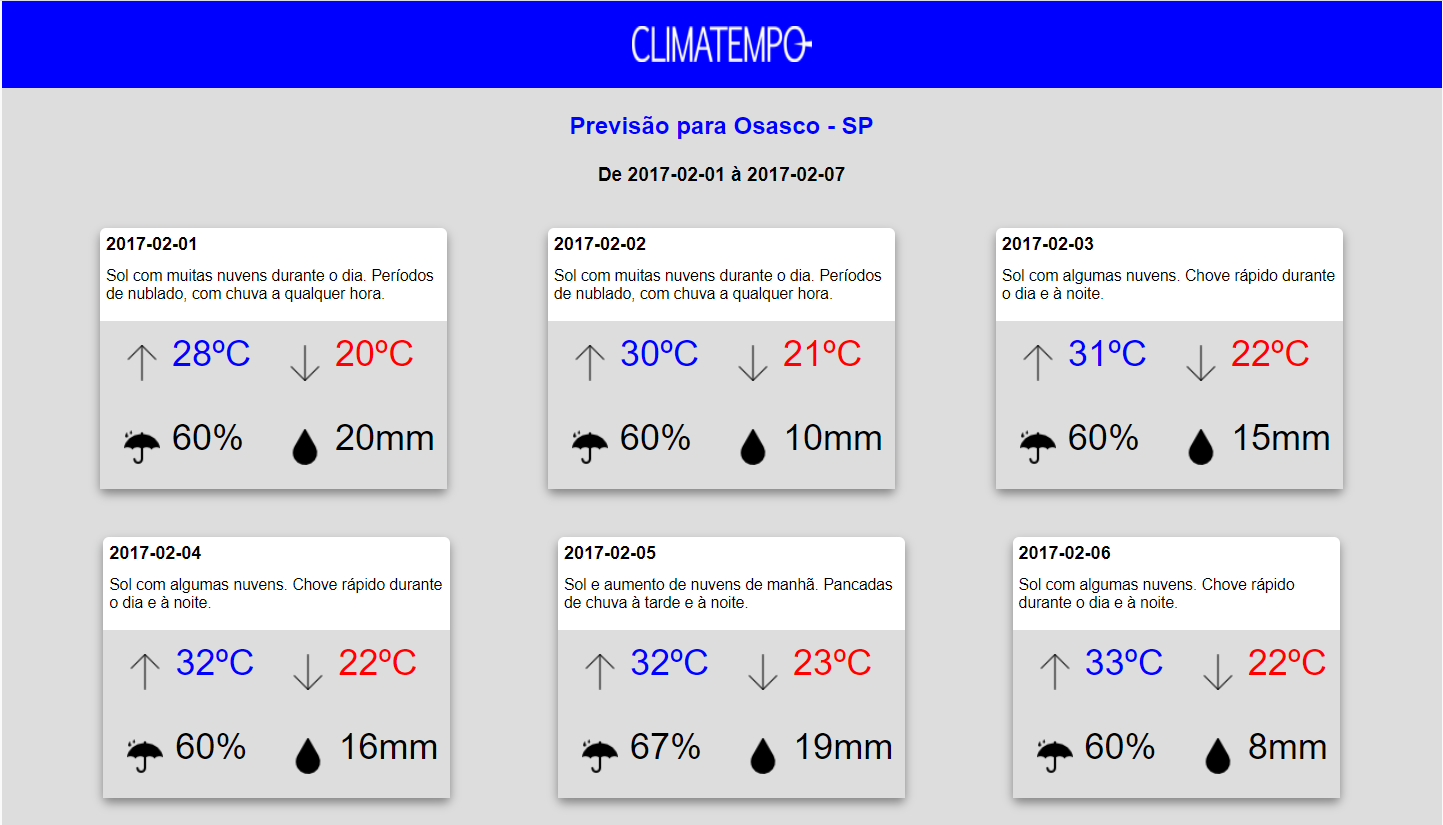 CLIMATEMPO
Previsão para Osasco - SP
De 2017-02-01 à 2017-02-07
2017-02-01
Sol com muitas nuvens durante o dia. Períodos
de nublado, com chuva a qualquer hora.
28ºC 20ºC
60% 20mm
2017-02-02
Sol com muitas nuvens durante o dia. Períodos
de nublado, com chuva a qualquer hora.
30ºC 21ºC
60% 10mm
2017-02-03
Sol com algumas nuvens. Chove rápido durante
o dia e à noite.
31ºC 22ºC
60% 15mm
2017-02-04
Sol com algumas nuvens. Chove rápido durante
o dia e à noite.
32ºC 22ºC
60% 16mm
2017-02-05
Sol e aumento de nuvens de manhã. Pancadas
de chuva à tarde e à noite.
32ºC 23ºC
67% 19mm
2017-02-06
Sol com algumas nuvens. Chove rápido
durante o dia e à noite.
33ºC 22ºC
60% 8mm